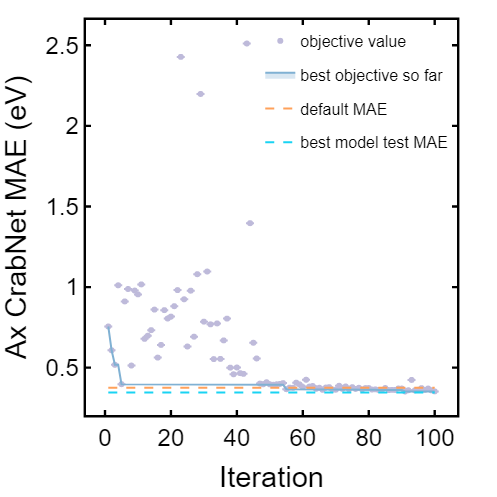 2.5
2
1.5
1
0.5
0
20
40
60
80
100
Ax CrabNet MAE (eV)
Iteration
objective value
best objective so far
default MAE
best model test MAE